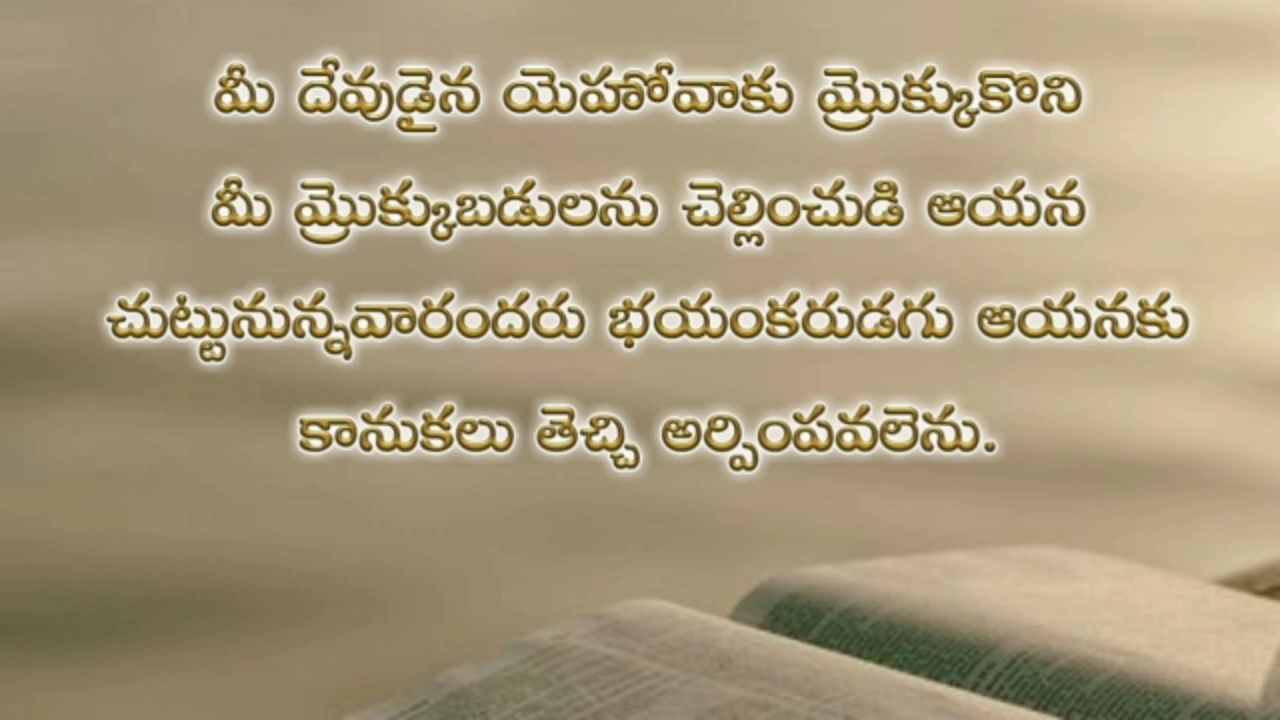 మీ దేవుడైన యెహోవాకు మ్రొక్కుకొని
మీ మ్రొక్కుబడులను చెల్లించుడి ఆయన
చుట్టునున్నవారందరు భయంకరుడగు ఆయనకు
కానుకలు తెచ్చి అర్పింపవలెను.